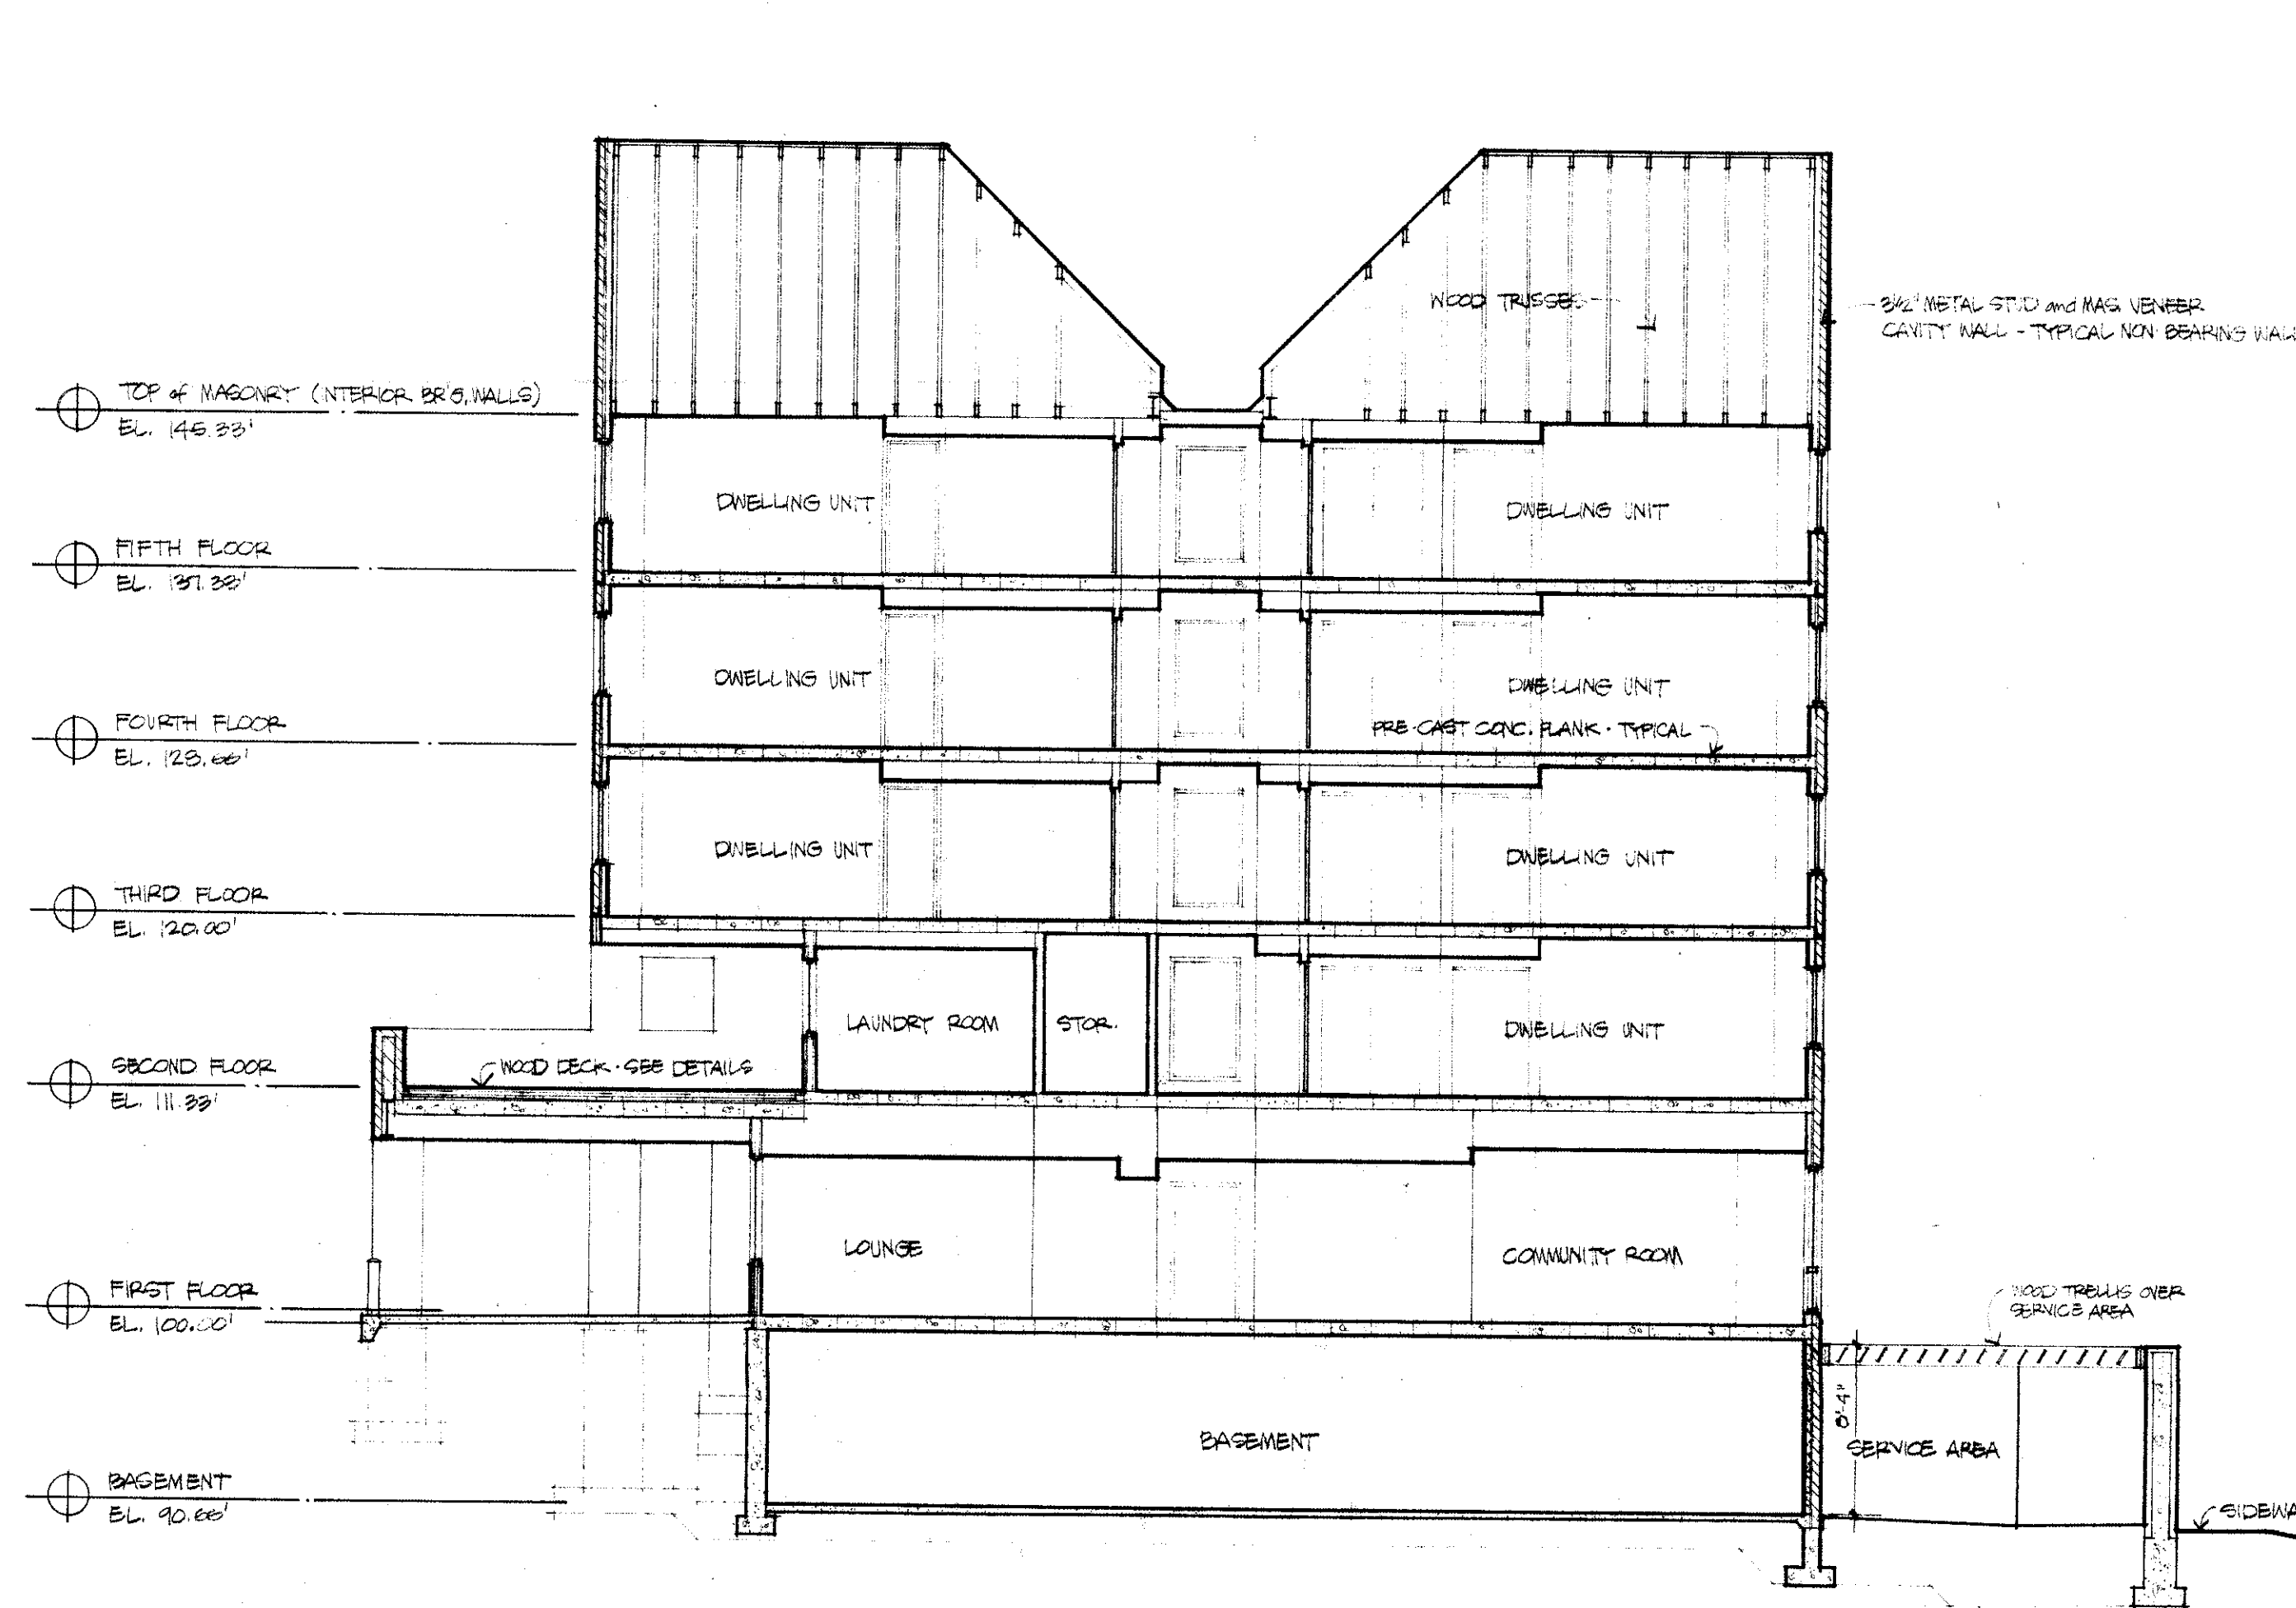 WOOD TRUSSES
3½" METAL STUD and MAS. VENEER
CAVITY WALL - TYPICAL NON BEARING WALL
TOP of MASONRY (INTERIOR BR'G. WALLS)
EL. 145.33'
DWELLING UNIT
DWELLING UNIT
FIFTH FLOOR
EL. 137.33'
DWELLING UNIT
DWELLING UNIT
PRE-CAST CONC. PLANK - TYPICAL
FOURTH FLOOR
EL. 128.66'
DWELLING UNIT
DWELLING UNIT
THIRD FLOOR
EL. 120.00'
LAUNDRY ROOM
STOR.
DWELLING UNIT
SECOND FLOOR
EL. 111.33'
WOOD DECK - SEE DETAILS
LOUNGE
COMMUNITY ROOM
FIRST FLOOR
EL. 100.00'
WOOD TRELLIS OVER
SERVICE AREA
8'-4"
BASEMENT
SERVICE AREA
BASEMENT
EL. 90.66'
SIDEWA